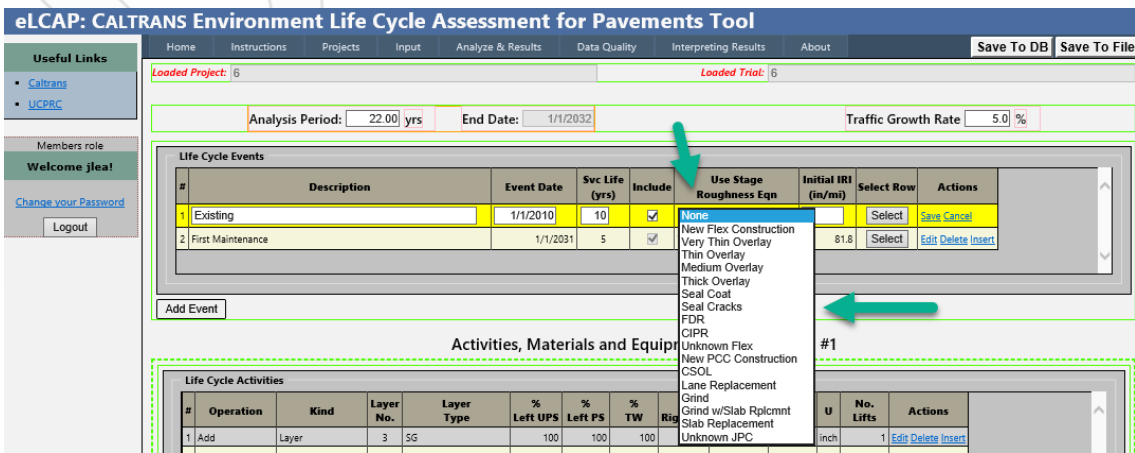 eLCAP: CALTRANS Environment Life Cycle Assessment for Pavements Tool
Useful Links
Caltrans
UCPRC
Members role
Welcome jlea!
Change your Password
Logout
Home Instructions Projects Input Analyze & Results Data Quality Interpreting Results About Save To DB Save To File
Loaded Project: 6 Loaded Trial: 6
Analysis Period: 22.00 yrs End Date: 1/1/2032 Traffic Growth Rate 5.0 %
Life Cycle Events
# Description Event Date Svc Life (yrs) Include Use Stage Roughness Eqn Initial IRI (in/mi) Select Row Actions
1 Existing 1/1/2010 10 None Select Save Cancel
2 First Maintenance 1/1/2031 5 81.8 Select Edit Delete Insert
New Flex Construction
Very Thin Overlay
Thin Overlay
Medium Overlay
Thick Overlay
Seal Coat
Seal Cracks
FDR
CIPR
Unknown Flex
New PCC Construction
CSOL
Lane Replacement
Grind
Grind w/Slab Rplcmnt
Slab Replacement
Unknown JPC
Add Event
Activities, Materials and Equip #1
Life Cycle Activities
# Operation Kind Layer No. Layer Type % Left UPS % Left PS % TW Rig U No. Lifts Actions
1 Add Layer 3 SG 100 100 100 inch 1 Edit Delete Insert